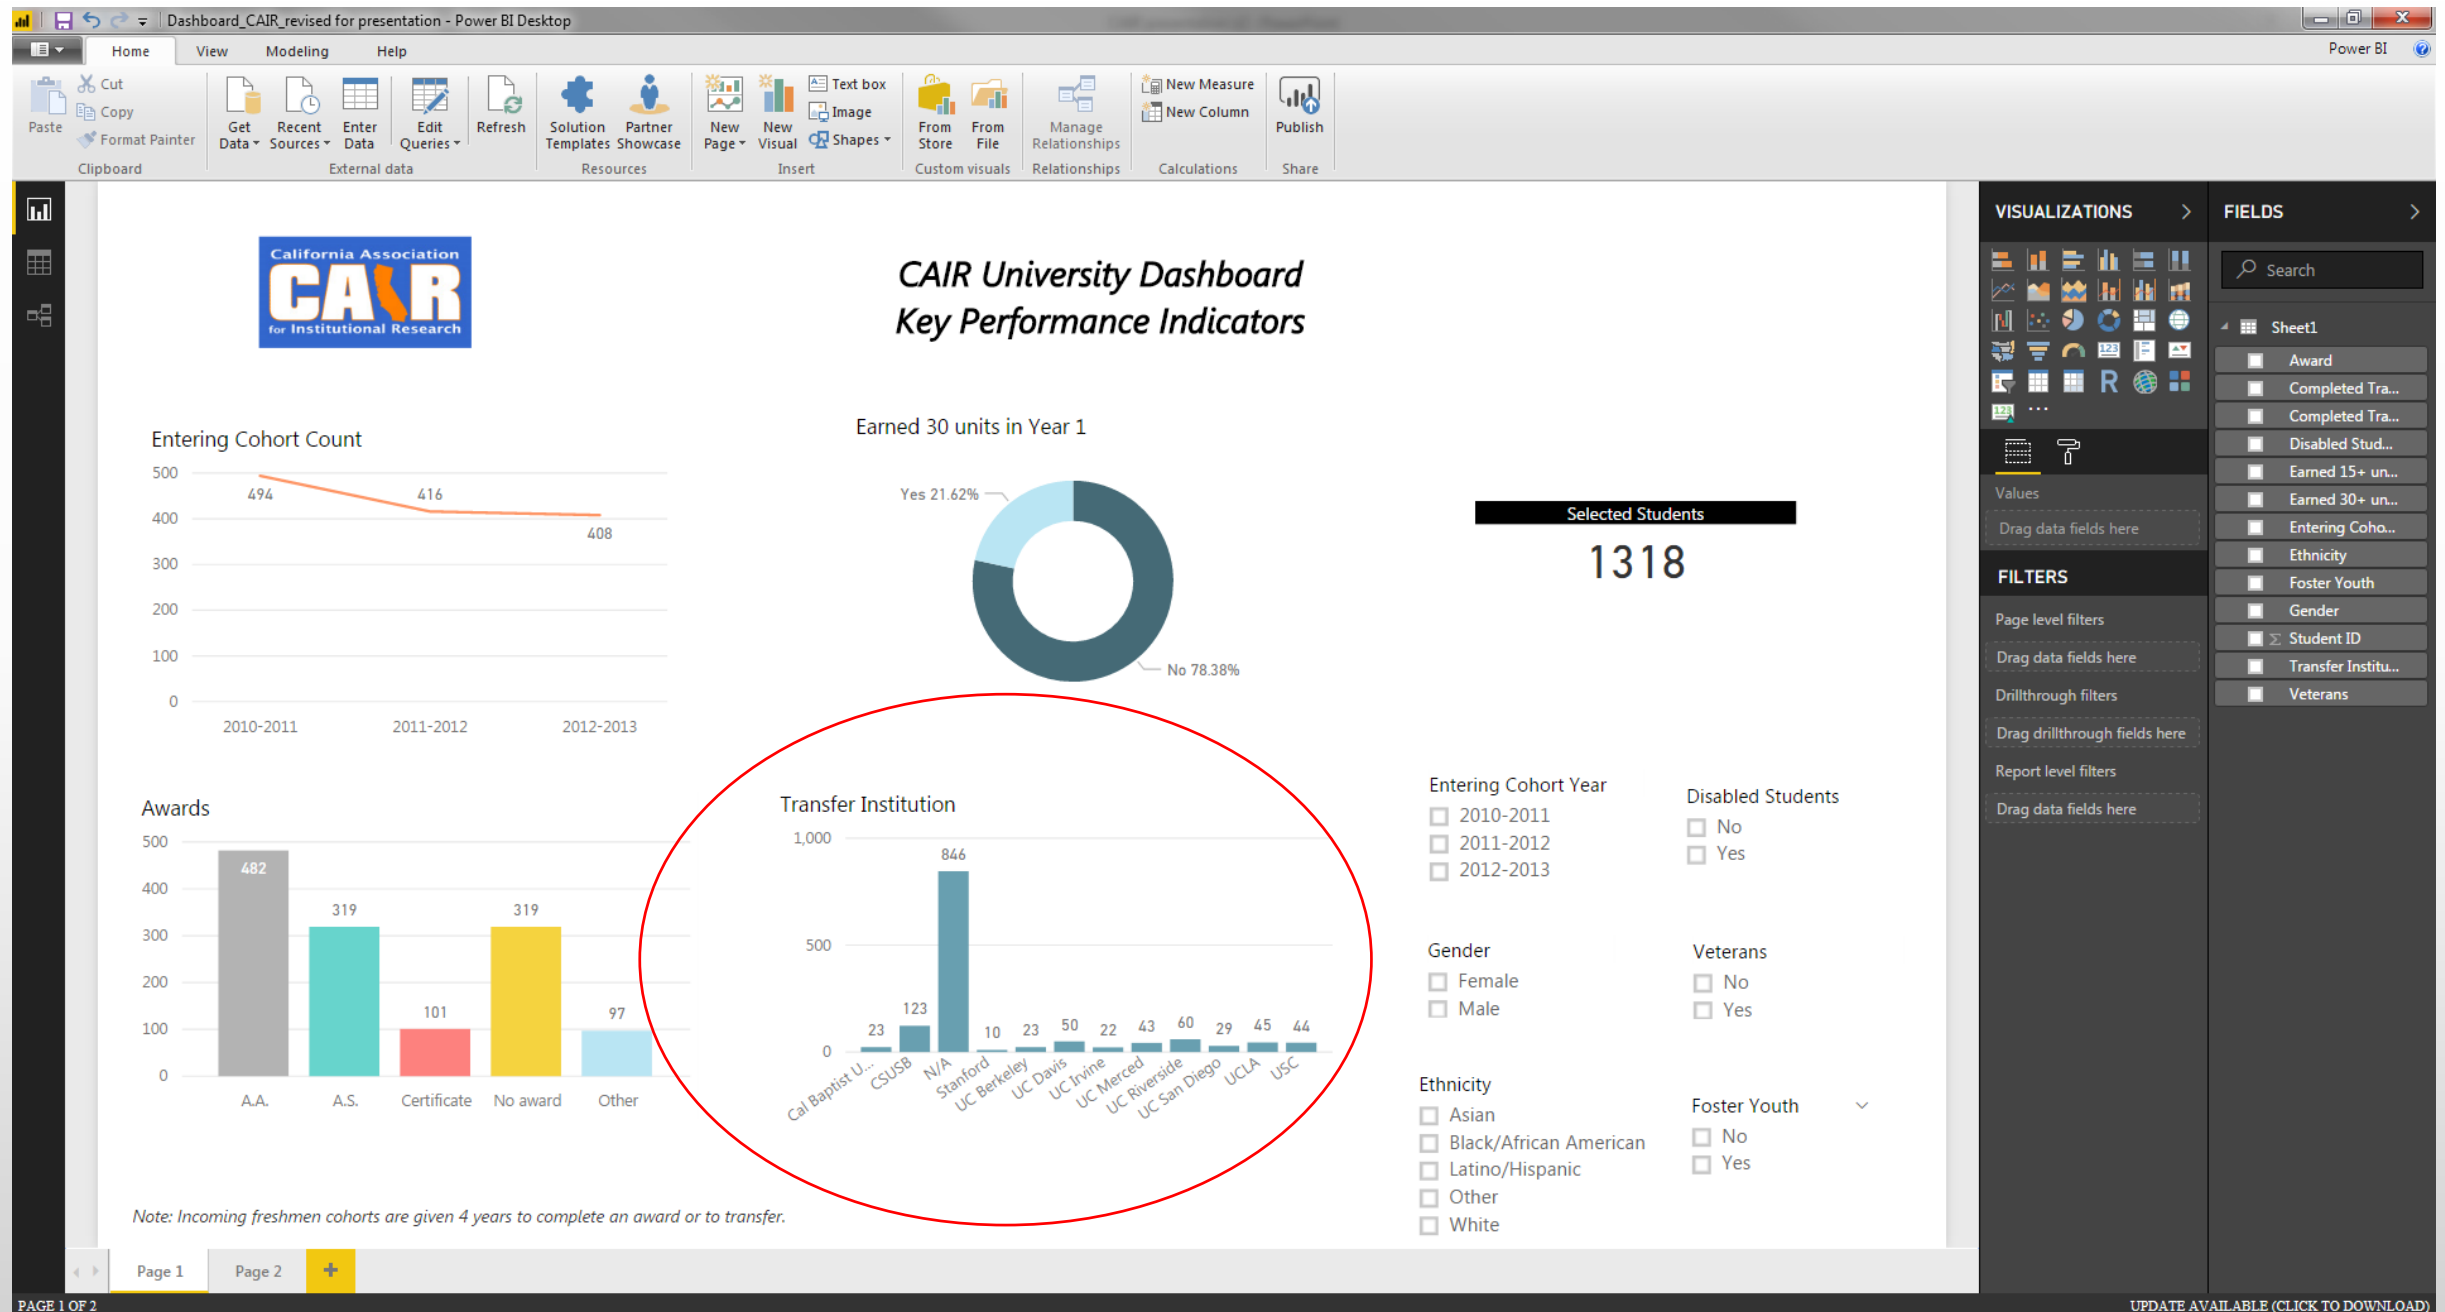 Dashboard_CAIR_revised for presentation - Power BI Desktop
Home View Modeling Help Power BI
Paste
Cut
Copy
Format Painter
Clipboard
Get Data
Recent Sources
Enter Data
Edit Queries
Refresh
External data
Solution Templates
Partner Showcase
Resources
New Page
New Visual
Text box
Image
Shapes
Insert
From Store
From File
Custom visuals
Manage Relationships
Relationships
New Measure
New Column
Calculations
Publish
Share
California Association
CAIR
for Institutional Research
CAIR University Dashboard
Key Performance Indicators
Entering Cohort Count
500
400
300
200
100
0
494
416
408
2010-2011 2011-2012 2012-2013
Earned 30 units in Year 1
Yes 21.62%
No 78.38%
Selected Students
1318
Awards
500
400
300
200
100
0
482
319
101
319
97
A.A. A.S. Certificate No award Other
Transfer Institution
1,000
500
0
23
123
846
10
23
50
22
43
60
29
45
44
Cal Baptist U...
CSUSB
N/A
Stanford
UC Berkeley
UC Davis
UC Irvine
UC Merced
UC Riverside
UC San Diego
UCLA
USC
Entering Cohort Year
2010-2011
2011-2012
2012-2013
Disabled Students
No
Yes
Gender
Female
Male
Veterans
No
Yes
Ethnicity
Asian
Black/African American
Latino/Hispanic
Other
White
Foster Youth
No
Yes
Note: Incoming freshmen cohorts are given 4 years to complete an award or to transfer.
VISUALIZATIONS
R
123
123
Values
Drag data fields here
FILTERS
Page level filters
Drag data fields here
Drillthrough filters
Drag drillthrough fields here
Report level filters
Drag data fields here
FIELDS
Search
Sheet1
Award
Completed Tra...
Completed Tra...
Disabled Stud...
Earned 15+ un...
Earned 30+ un...
Entering Coho...
Ethnicity
Foster Youth
Gender
Σ Student ID
Transfer Institu...
Veterans
Page 1 Page 2
PAGE 1 OF 2
UPDATE AVAILABLE (CLICK TO DOWNLOAD)